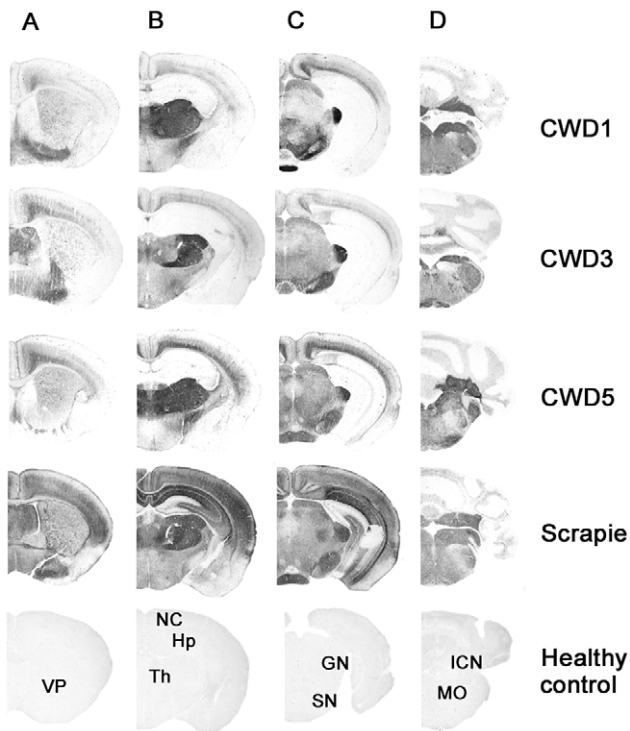 A B C D
CWD1
CWD3
CWD5
Scrapie
NC
Hp
Th
VP
GN
SN
ICN
MO
Healthy
control